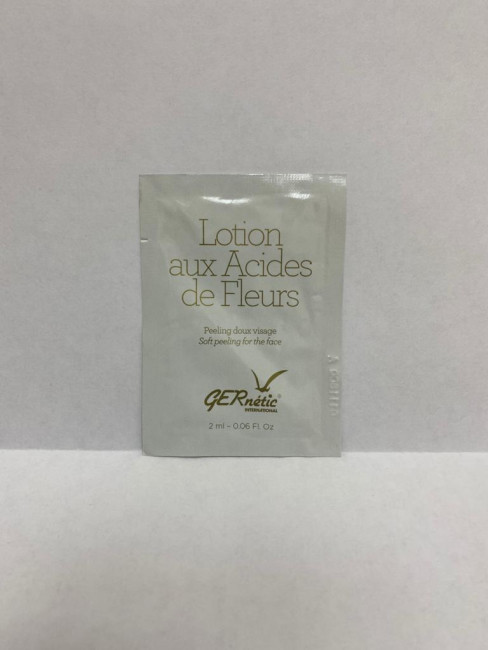 Lotion
aux Acides
de Fleurs
Peeling doux visage
Soft peeling for the face
GERnétic®
INTERNATIONAL
2 ml – 0.06 Fl. Oz